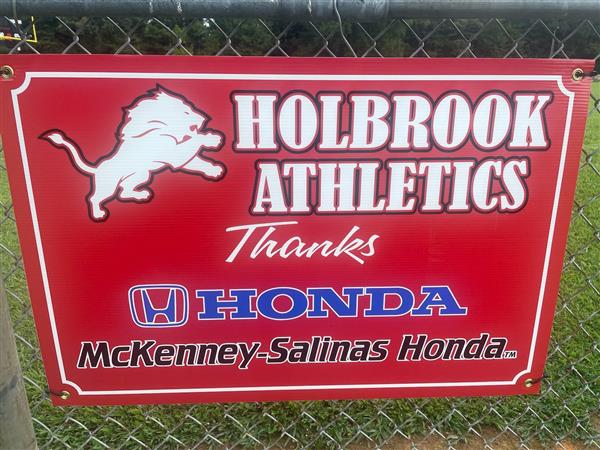 HOLBROOK
ATHLETICS
Thanks
HONDA
McKenney-Salinas Honda™